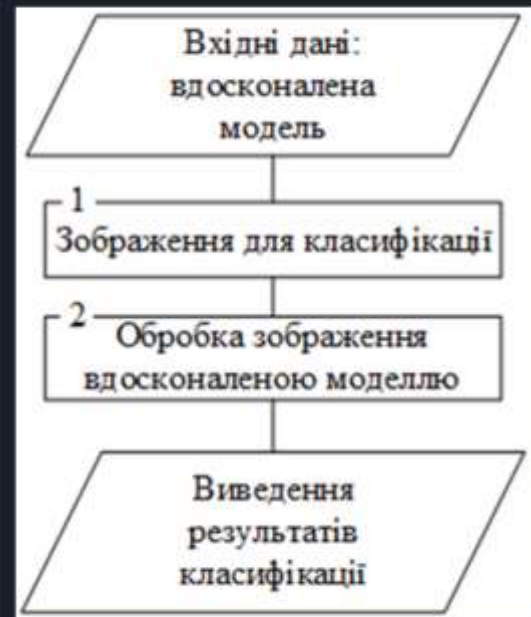 Вхідні дані:
вдосконалена
модель
1
Зображення для класифікації
2
Обробка зображення
вдосконаленою моделлю
Виведення
результатів
класифікації